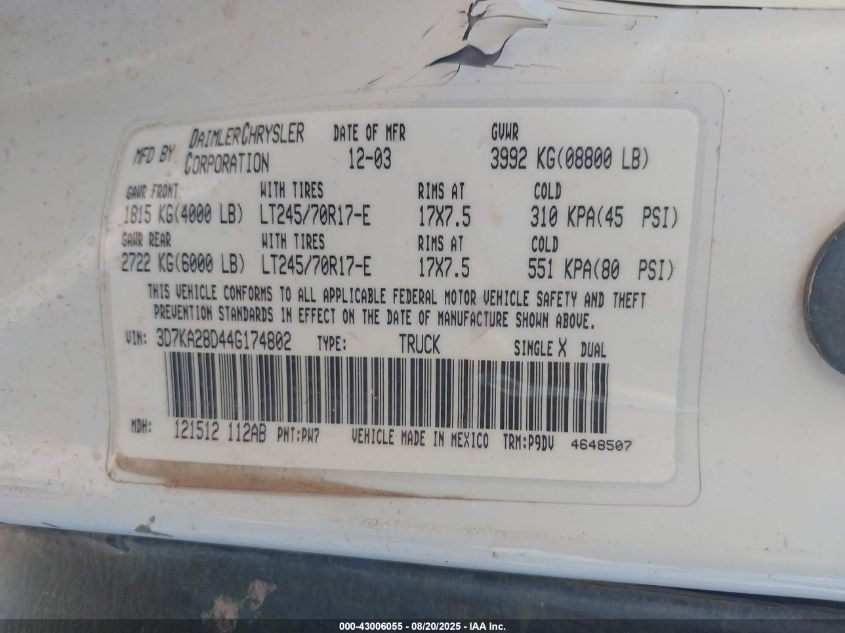 MFD BY DAIMLERCHRYSLER CORPORATION DATE OF MFR 12-03 GVWR 3992 KG(08800 LB)
GAWR FRONT WITH TIRES RIMS AT COLD
1815 KG(4000 LB) LT245/70R17-E 17X7.5 310 KPA(45 PSI)
GAWR REAR WITH TIRES RIMS AT COLD
2722 KG(6000 LB) LT245/70R17-E 17X7.5 551 KPA(80 PSI)
THIS VEHICLE CONFORMS TO ALL APPLICABLE FEDERAL MOTOR VEHICLE SAFETY AND THEFT
PREVENTION STANDARDS IN EFFECT ON THE DATE OF MANUFACTURE SHOWN ABOVE.
VIN: 3D7KA28D44G174802 TYPE: TRUCK SINGLE X DUAL
MDH: 121512 112AB PNT:PW7 VEHICLE MADE IN MEXICO TRM:P9DV 4648507
000-43006055 - 08/20/2025 - IAA Inc.